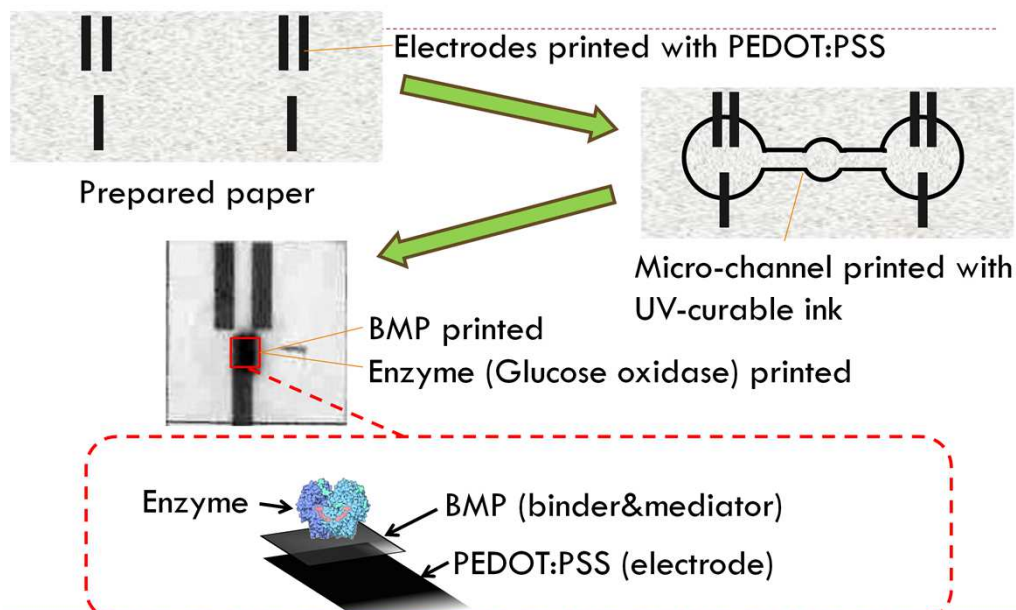 Electrodes printed with PEDOT:PSS
Prepared paper
Micro-channel printed with
UV-curable ink
BMP printed
Enzyme (Glucose oxidase) printed
Enzyme
BMP (binder&mediator)
PEDOT:PSS (electrode)